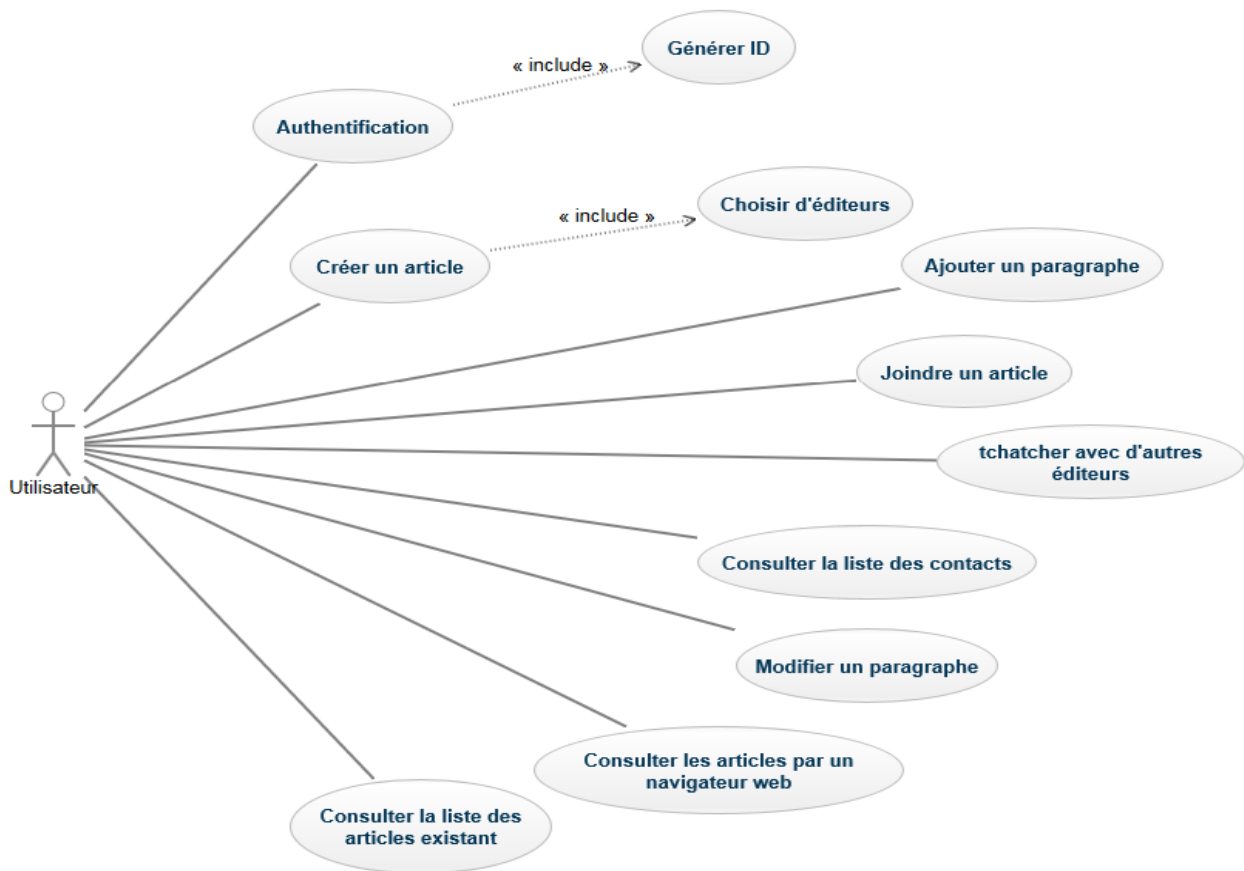 Générer ID
« include »
Authentification
Choisir d'éditeurs
« include »
Créer un article
Ajouter un paragraphe
Joindre un article
tchatcher avec d'autres
éditeurs
Utilisateur
Consulter la liste des contacts
Modifier un paragraphe
Consulter les articles par un
navigateur web
Consulter la liste des
articles existant